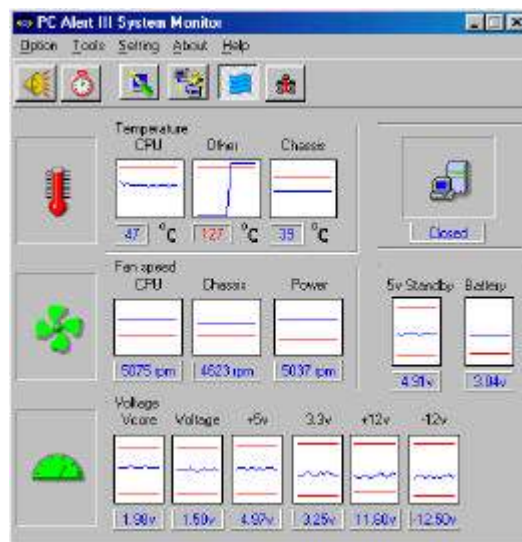 PC Alert III System Monitor
Option Tools Setting About Help
Temperature
CPU Other Chassis
47 °C 127 °C 39 °C
Closed
Fan speed
CPU Chassis Power
5075 rpm 4623 rpm 5037 rpm
5v Standby Battery
4.91v 3.04v
Voltage
Vcore Voltage +5v 3.3v +12v -12v
1.98v 1.50v 4.97v 3.25v 11.80v -12.50v